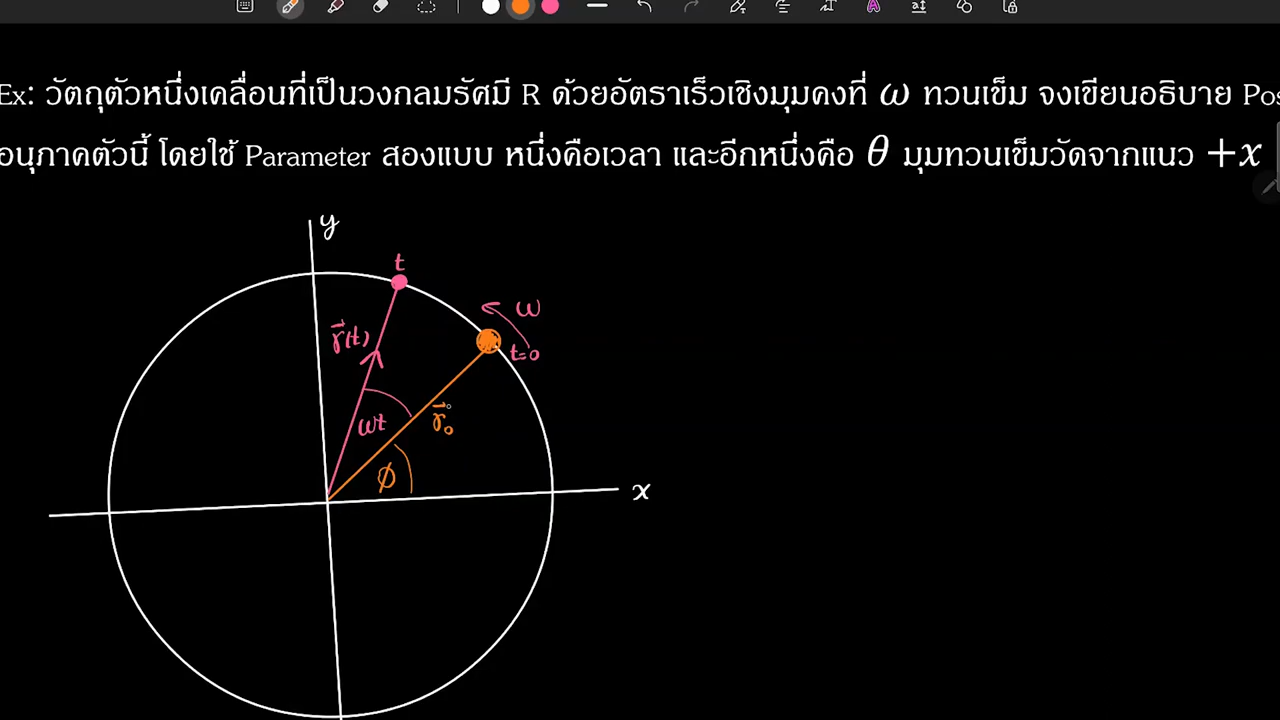 Ex: วัตถุตัวหนึ่งเคลื่อนที่เป็นวงกลมรัศมี R ด้วยอัตราเร็วเชิงมุมคงที่ ω ทวนเข็ม จงเขียนอธิบาย Pos
อนุภาคตัวนี้ โดยใช้ Parameter สองแบบ หนึ่งคือเวลา และอีกหนึ่งคือ θ มุมทวนเข็มวัดจากแนว +x
y
t
ω
r⃗(t)
t=0
ωt
r⃗₀
ϕ
x